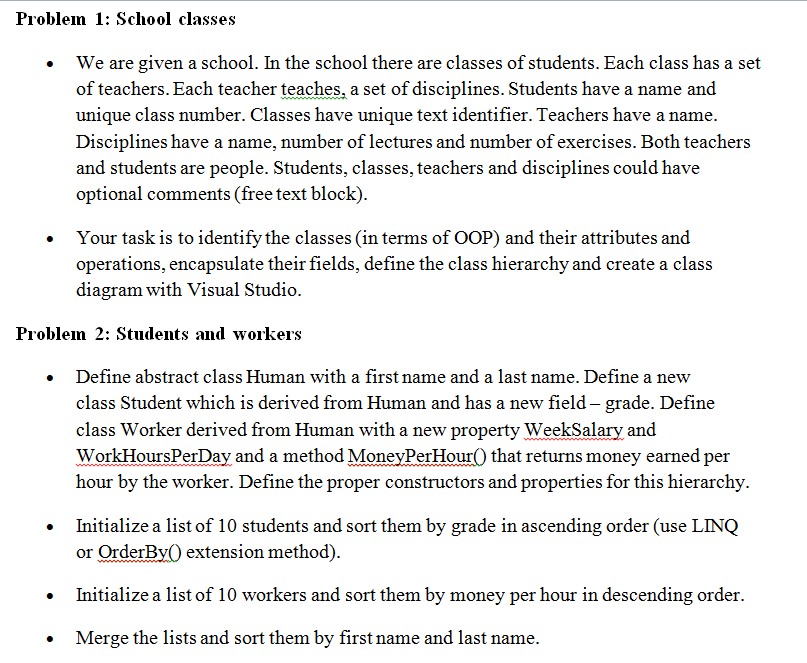 Problem 1: School classes
• We are given a school. In the school there are classes of students. Each class has a set
of teachers. Each teacher teaches, a set of disciplines. Students have a name and
unique class number. Classes have unique text identifier. Teachers have a name.
Disciplines have a name, number of lectures and number of exercises. Both teachers
and students are people. Students, classes, teachers and disciplines could have
optional comments (free text block).
• Your task is to identify the classes (in terms of OOP) and their attributes and
operations, encapsulate their fields, define the class hierarchy and create a class
diagram with Visual Studio.
Problem 2: Students and workers
• Define abstract class Human with a first name and a last name. Define a new
class Student which is derived from Human and has a new field – grade. Define
class Worker derived from Human with a new property WeekSalary and
WorkHoursPerDay and a method MoneyPerHour() that returns money earned per
hour by the worker. Define the proper constructors and properties for this hierarchy.
• Initialize a list of 10 students and sort them by grade in ascending order (use LINQ
or OrderBy() extension method).
• Initialize a list of 10 workers and sort them by money per hour in descending order.
• Merge the lists and sort them by first name and last name.